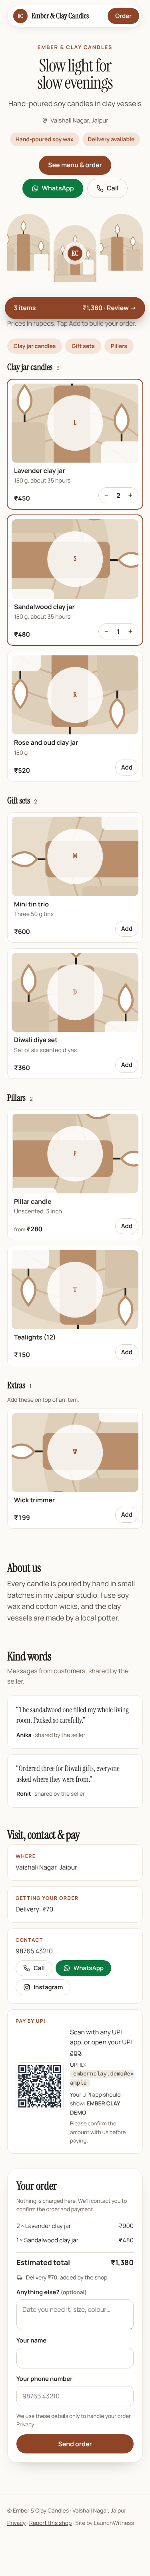 EC
Ember & Clay Candles
Order
EMBER & CLAY CANDLES
Slow light for
slow evenings
Hand-poured soy candles in clay vessels
Vaishali Nagar, Jaipur
Hand-poured soy wax
Delivery available
See menu & order
WhatsApp
Call
EC
3 items
₹1,380 · Review →
Prices in rupees. Tap Add to build your order.
Clay jar candles
Gift sets
Pillars
Clay jar candles 3
L
Lavender clay jar
180 g, about 35 hours
₹450
− 2 +
S
Sandalwood clay jar
180 g, about 35 hours
₹480
− 1 +
R
Rose and oud clay jar
180 g
₹520
Add
Gift sets 2
M
Mini tin trio
Three 50 g tins
₹600
Add
D
Diwali diya set
Set of six scented diyas
₹360
Add
Pillars 2
P
Pillar candle
Unscented, 3 inch
from ₹280
Add
T
Tealights (12)
₹150
Add
Extras 1
Add these on top of an item.
W
Wick trimmer
₹199
Add
About us
Every candle is poured by hand in small
batches in my Jaipur studio. I use soy
wax and cotton wicks, and the clay
vessels are made by a local potter.
Kind words
Messages from customers, shared by the
seller.
"The sandalwood one filled my whole living
room. Packed so carefully."
Anika · shared by the seller
"Ordered three for Diwali gifts, everyone
asked where they were from."
Rohit · shared by the seller
Visit, contact & pay
WHERE
Vaishali Nagar, Jaipur
GETTING YOUR ORDER
Delivery · ₹70
CONTACT
98765 43210
Call
WhatsApp
Instagram
PAY BY UPI
Scan with any UPI
app, or open your UPI
app.
UPI ID:
embernclay.demo@ex
ample
Your UPI app should
show: EMBER CLAY
DEMO
Please confirm the
amount with us before
paying.
Your order
Nothing is charged here. We'll contact you to
confirm the order and payment.
2 × Lavender clay jar ₹900
1 × Sandalwood clay jar ₹480
Estimated total ₹1,380
Delivery ₹70, added by the shop.
Anything else? (optional)
Date you need it, size, colour…
Your name
Your phone number
98765 43210
We use these details only to handle your order.
Privacy
Send order
© Ember & Clay Candles · Vaishali Nagar, Jaipur
Privacy · Report this shop · Site by LaunchWitness